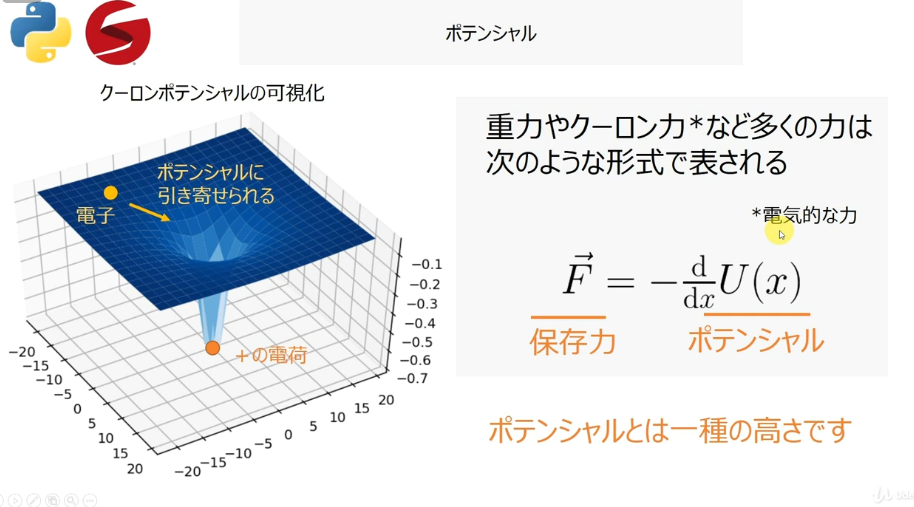 ポテンシャル
クーロンポテンシャルの可視化
ポテンシャルに
引き寄せられる
電子
+の電荷
−0.1
−0.2
−0.3
−0.4
−0.5
−0.6
−0.7
−20
−15
−10
−5
0
5
10
15
20
−20
−15
−10
−5
0
5
10
15
20
重力やクーロン力*など多くの力は
次のような形式で表される
*電気的な力
F⃗ = − d/dx U(x)
保存力
ポテンシャル
ポテンシャルとは一種の高さです